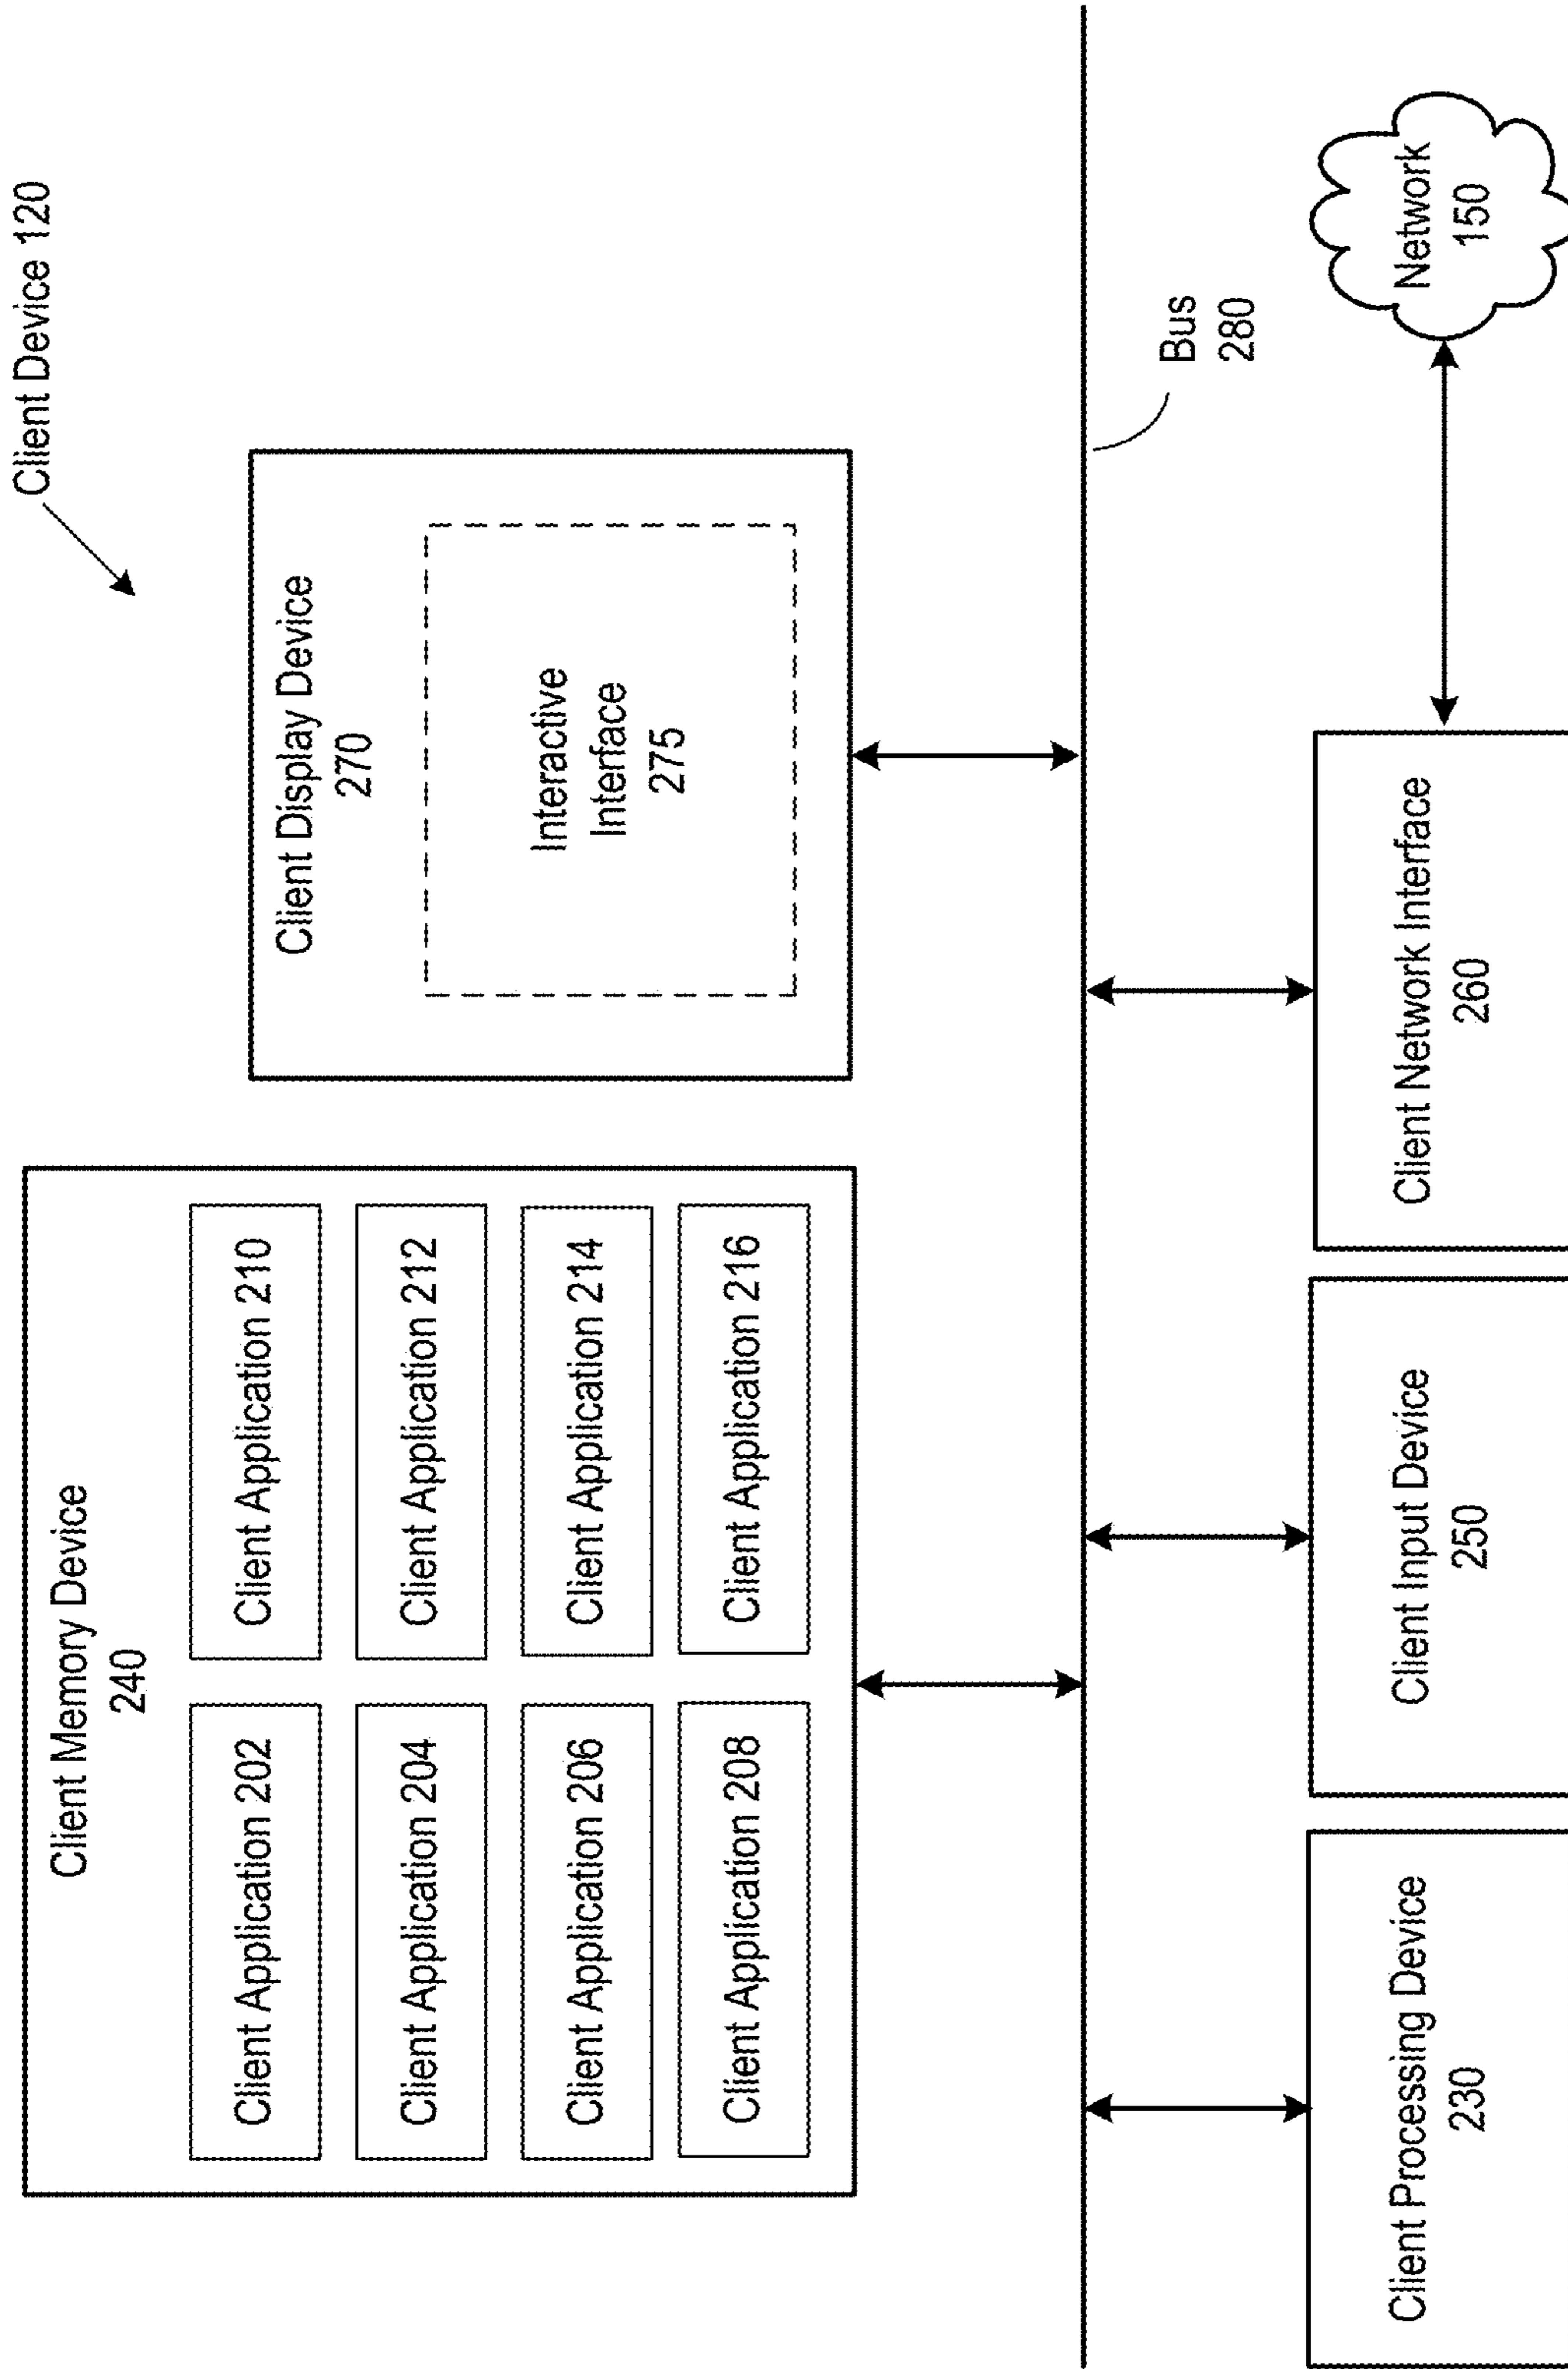 Client Device 120
Client Memory Device
240
Client Application 202
Client Application 210
Client Application 204
Client Application 212
Client Application 206
Client Application 214
Client Application 208
Client Application 216
Client Display Device
270
Interactive
Interface
275
Bus
280
Client Processing Device
230
Client Input Device
250
Client Network Interface
260
Network
150